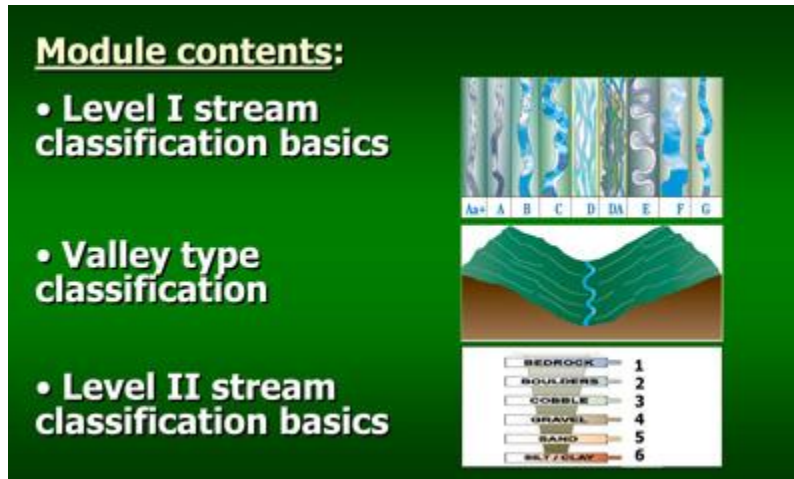 Module contents:
• Level I stream
classification basics
Aa+ A B C D DA E F G
• Valley type
classification
• Level II stream
classification basics
BEDROCK 1
BOULDERS 2
COBBLE 3
GRAVEL 4
SAND 5
SILT / CLAY 6